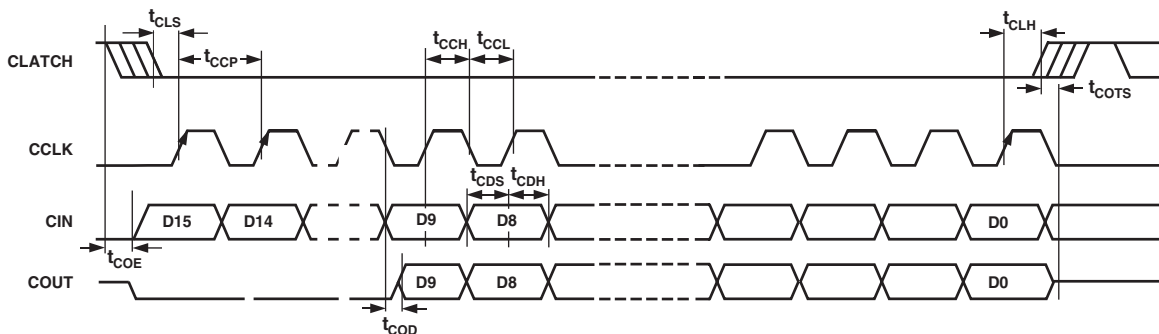 tCLS
tCCH
tCCL
tCLH
CLATCH
tCCP
tCOTS
CCLK
tCDS
tCDH
CIN
D15
D14
D9
D8
D0
tCOE
COUT
D9
D8
D0
tCOD